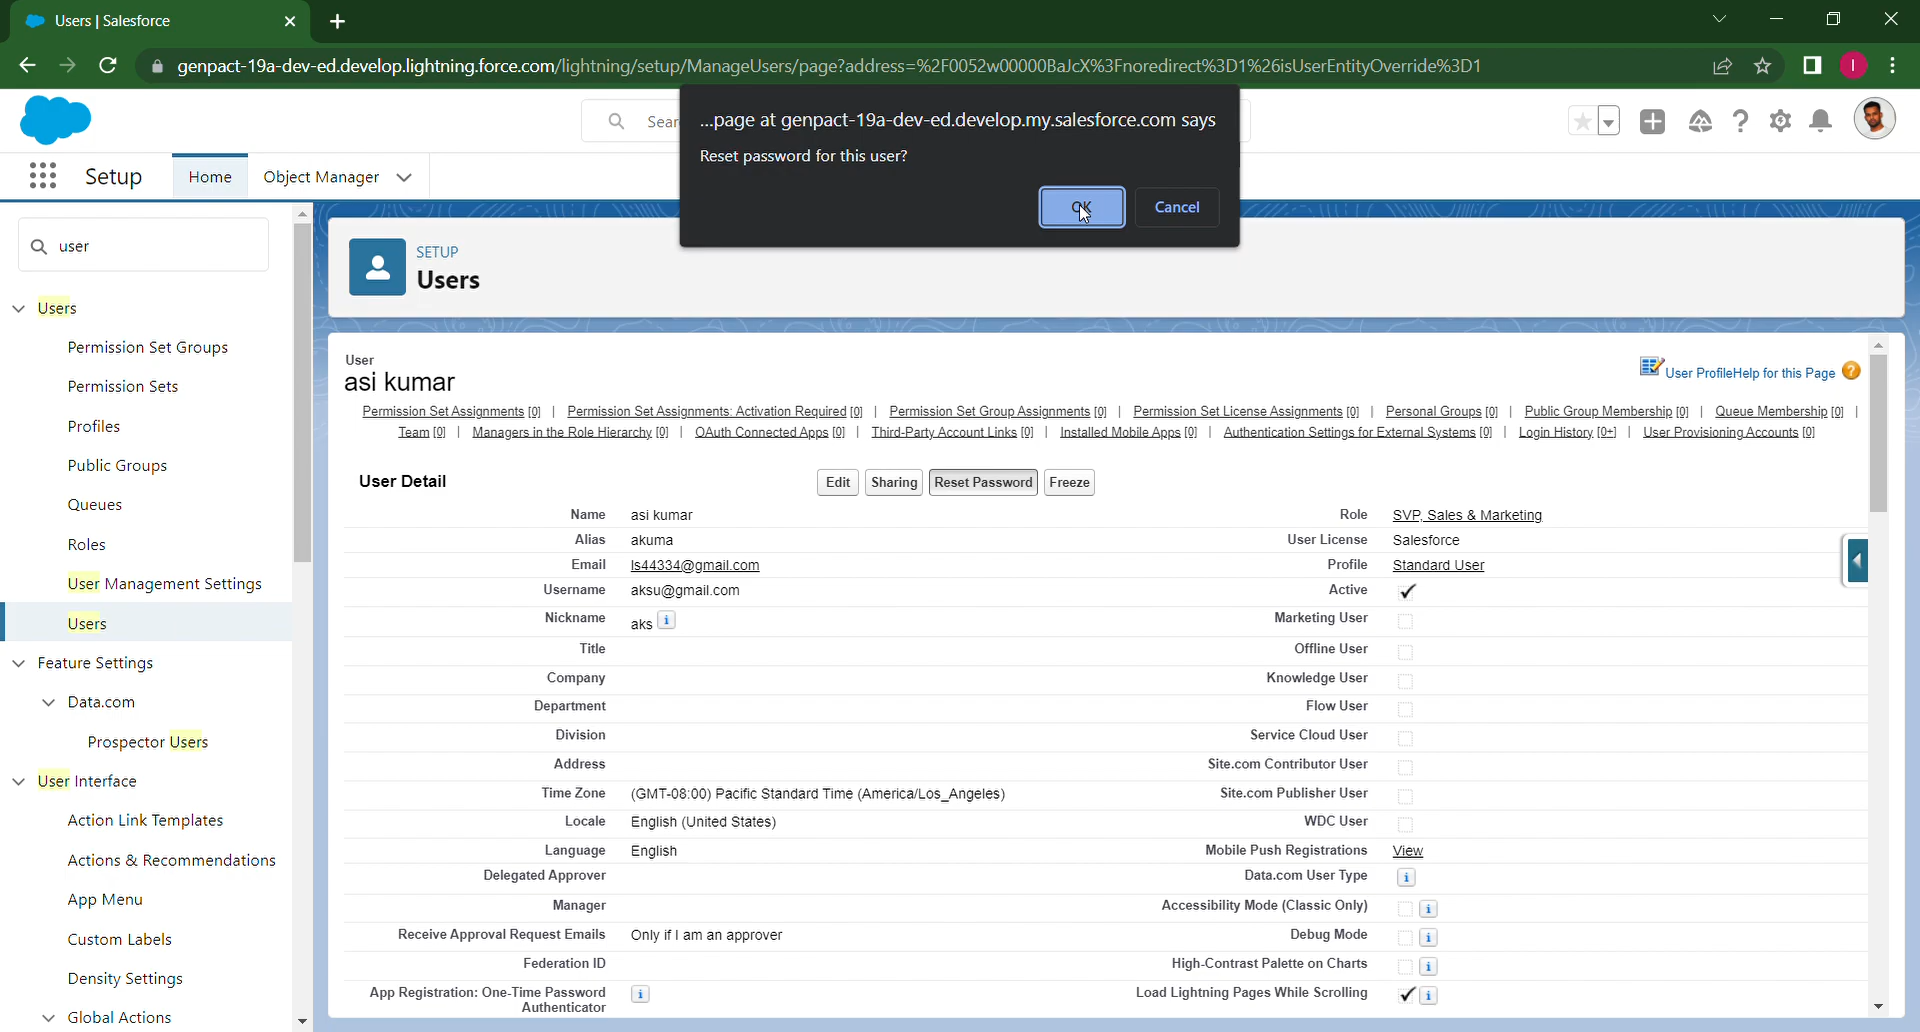 Users | Salesforce
genpact-19a-dev-ed.develop.lightning.force.com/lightning/setup/ManageUsers/page?address=%2F0052w00000BaJcX%3Fnoredirect%3D1%26isUserEntityOverride%3D1
I
...page at genpact-19a-dev-ed.develop.my.salesforce.com says
Reset password for this user?
OK Cancel
Sear
Setup Home Object Manager
user
Users
Permission Set Groups
Permission Sets
Profiles
Public Groups
Queues
Roles
User Management Settings
Users
Feature Settings
Data.com
Prospector Users
User Interface
Action Link Templates
Actions & Recommendations
App Menu
Custom Labels
Density Settings
Global Actions
SETUP
Users
User
asi kumar
User Profile Help for this Page ?
Permission Set Assignments [0] | Permission Set Assignments: Activation Required [0] | Permission Set Group Assignments [0] | Permission Set License Assignments [0] | Personal Groups [0] | Public Group Membership [0] | Queue Membership [0] |
Team [0] | Managers in the Role Hierarchy [0] | OAuth Connected Apps [0] | Third-Party Account Links [0] | Installed Mobile Apps [0] | Authentication Settings for External Systems [0] | Login History [0+] | User Provisioning Accounts [0]
User Detail Edit Sharing Reset Password Freeze
Name asi kumar Role SVP, Sales & Marketing
Alias akuma User License Salesforce
Email ls44334@gmail.com Profile Standard User
Username aksu@gmail.com Active ✓
Nickname aks i Marketing User
Title Offline User
Company Knowledge User
Department Flow User
Division Service Cloud User
Address Site.com Contributor User
Time Zone (GMT-08:00) Pacific Standard Time (America/Los_Angeles) Site.com Publisher User
Locale English (United States) WDC User
Language English Mobile Push Registrations View
Delegated Approver Data.com User Type i
Manager Accessibility Mode (Classic Only) i
Receive Approval Request Emails Only if I am an approver Debug Mode i
Federation ID High-Contrast Palette on Charts i
App Registration: One-Time Password i Load Lightning Pages While Scrolling ✓ i
Authenticator